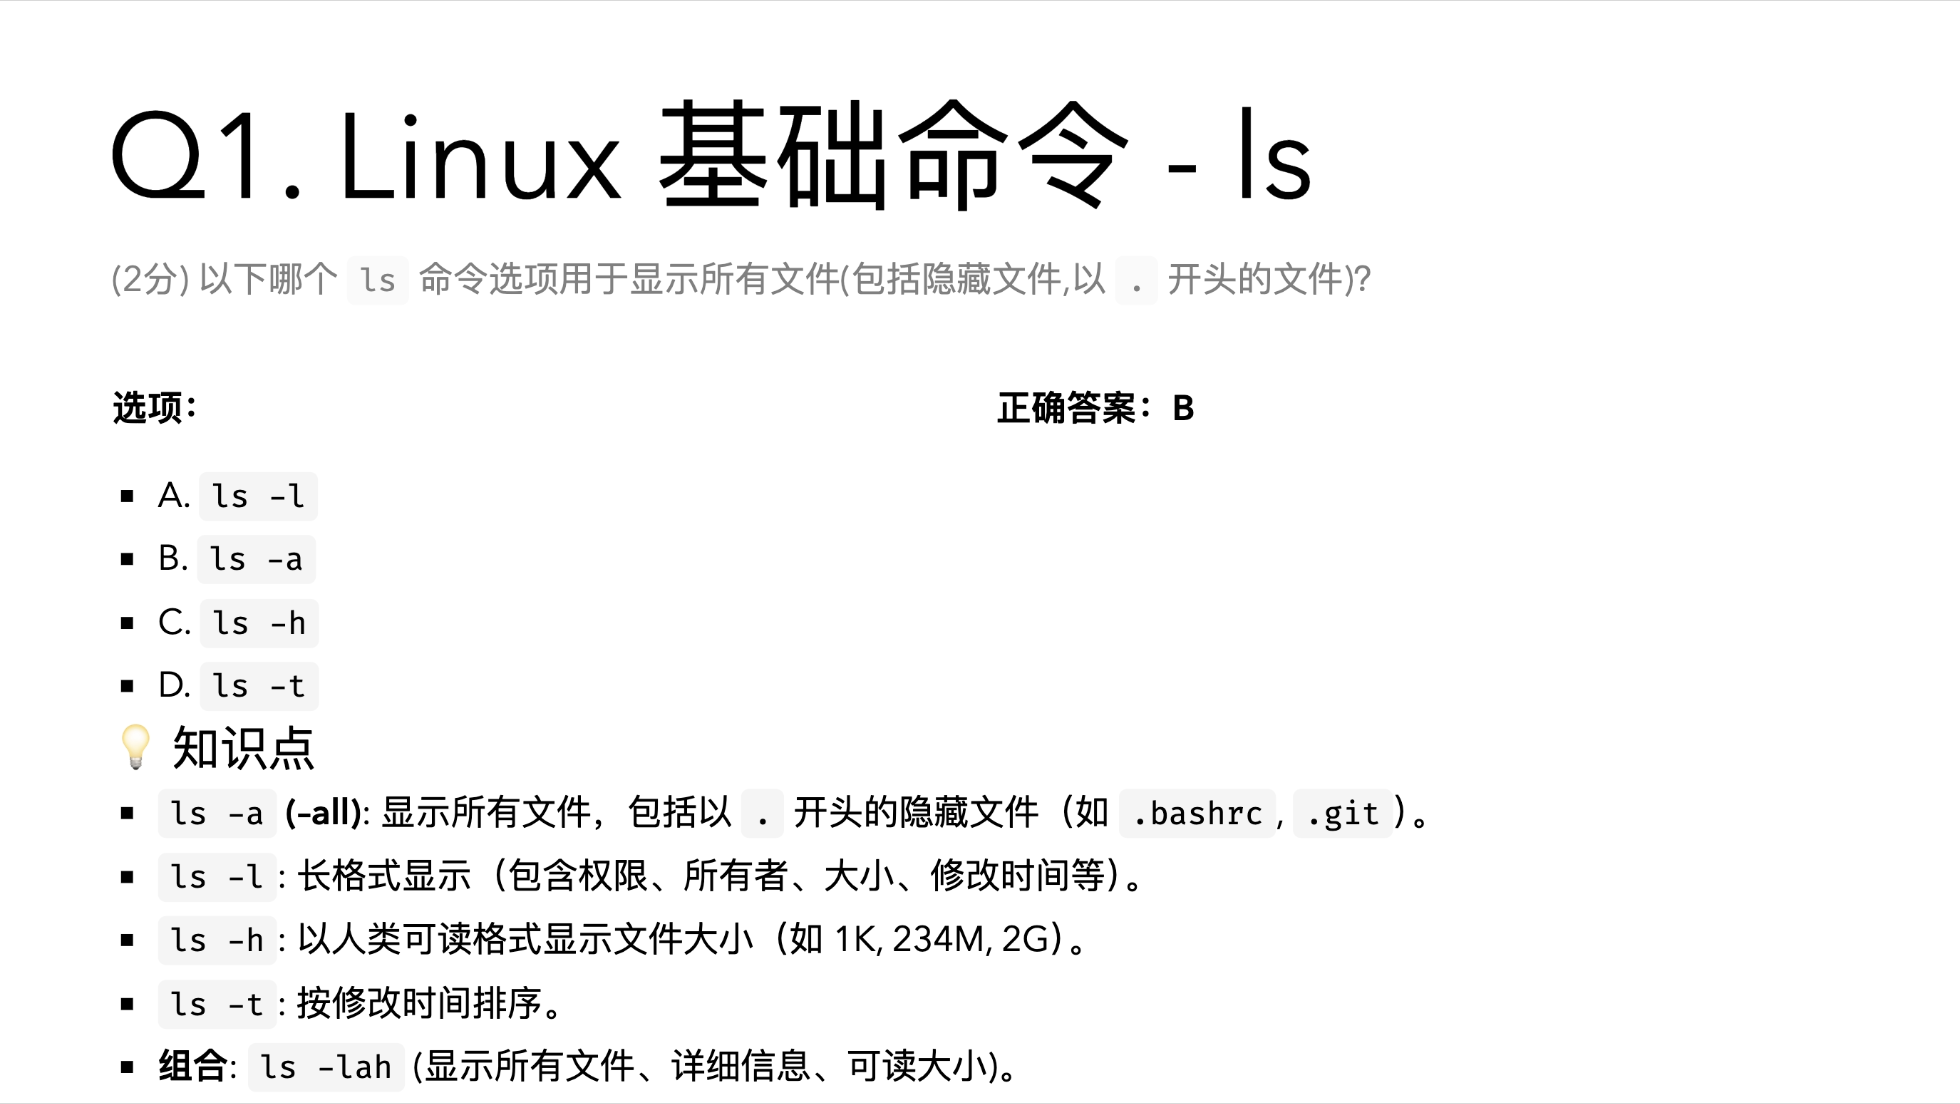 Q1. Linux 基础命令 - ls
(2分) 以下哪个 ls 命令选项用于显示所有文件(包括隐藏文件,以 . 开头的文件)?
选项：
A. ls -l
B. ls -a
C. ls -h
D. ls -t
正确答案：B
💡 知识点
ls -a (-all): 显示所有文件，包括以 . 开头的隐藏文件（如 .bashrc, .git）。
ls -l : 长格式显示（包含权限、所有者、大小、修改时间等）。
ls -h : 以人类可读格式显示文件大小（如 1K, 234M, 2G）。
ls -t : 按修改时间排序。
组合: ls -lah (显示所有文件、详细信息、可读大小)。